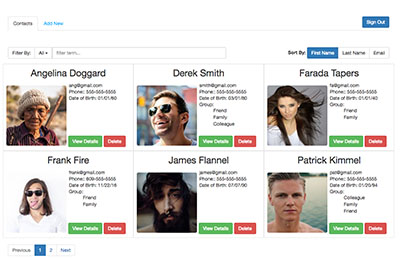 Contacts Add New Sign Out
Filter By: All filter term... Sort By: First Name Last Name Email
Angelina Doggard
ang@gmail.com
Phone: 555-555-5555
Date of Birth: 01/01/80
View Details Delete
Derek Smith
smith@gmail.com
Phone: 555-555-5555
Date of Birth: 03/01/80
Group:
Friend
Family
Colleague
View Details Delete
Farada Tapers
fa@gmail.com
Phone: 555-555-5555
Date of Birth: 01/01/40
Group:
Family
Friend
View Details Delete
Frank Fire
frank@gmail.com
Phone: 809-555-5555
Date of Birth: 11/22/16
Group:
Friend
Family
View Details Delete
James Flannel
james@gmail.com
Phone: 555-555-5555
Date of Birth: 07/07/90
View Details Delete
Patrick Kimmel
pat@gmail.com
Phone: 555-555-5555
Date of Birth: 01/25/94
Group:
Colleague
Family
Friend
View Details Delete
Previous 1 2 Next